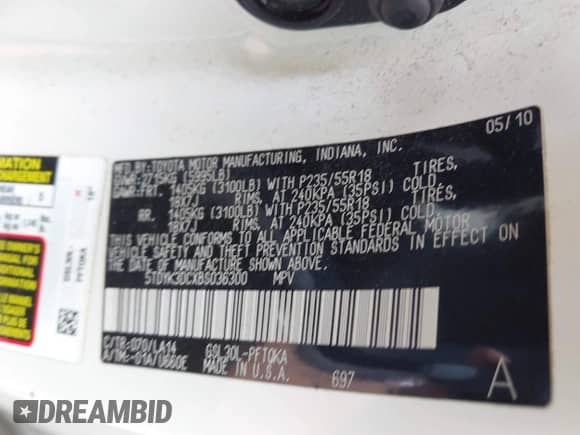 05/10
MFD.BY:TOYOTA MOTOR MANUFACTURING, INDIANA, INC.
GVWR:2715KG (5995LB)
GAWR:FRT. 1405KG (3100LB) WITH P235/55R18 TIRES,
18X7J RIMS, AT 240KPA (35PSI) COLD
RR. 1405KG (3100LB) WITH P235/55R18 TIRES,
18X7J RIMS, AT 240KPA (35PSI) COLD
THIS VEHICLE CONFORMS TO ALL APPLICABLE FEDERAL MOTOR
VEHICLE SAFETY AND THEFT PREVENTION STANDARDS IN EFFECT ON
THE DATE OF MANUFACTURE SHOWN ABOVE.
5TDYK3DCXBS036300 MPV
C/TR:070/LA14 GSL30L-PFTQKA
A/TM:-01A/U660E MADE IN U.S.A. 697
A
DREAMBID